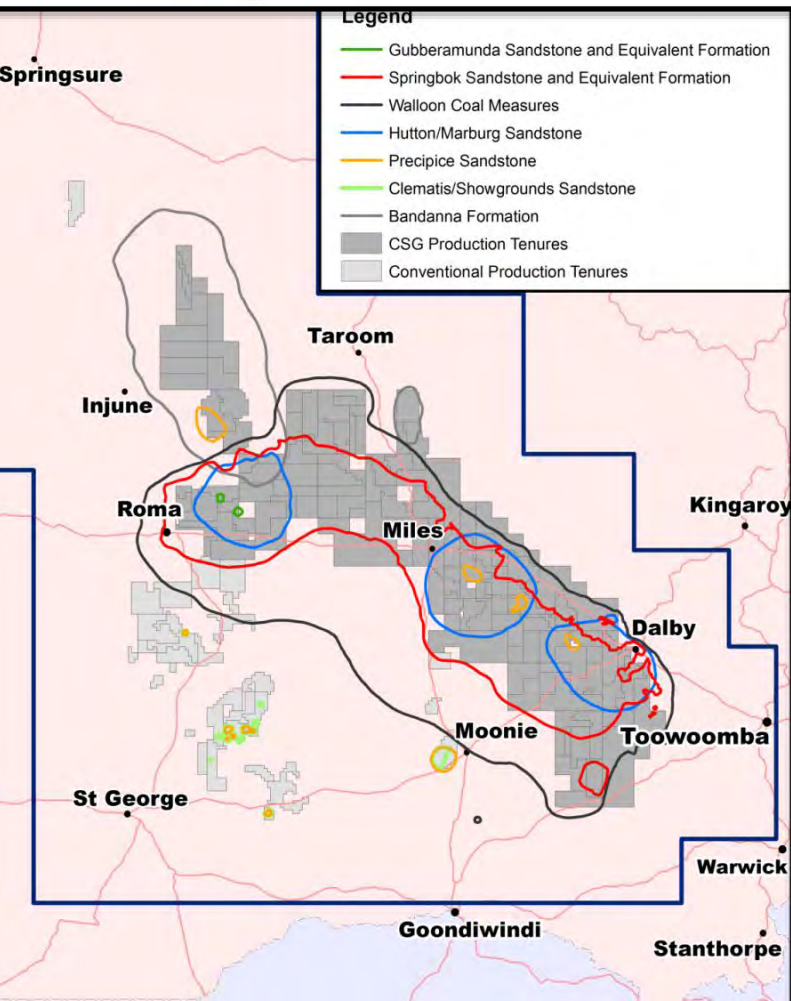 Legend
Gubberamunda Sandstone and Equivalent Formation
Springbok Sandstone and Equivalent Formation
Walloon Coal Measures
Hutton/Marburg Sandstone
Precipice Sandstone
Clematis/Showgrounds Sandstone
Bandanna Formation
CSG Production Tenures
Conventional Production Tenures
Springsure
Taroom
Injune
Roma
Kingaroy
Miles
Dalby
Moonie
Toowoomba
St George
Warwick
Goondiwindi
Stanthorpe